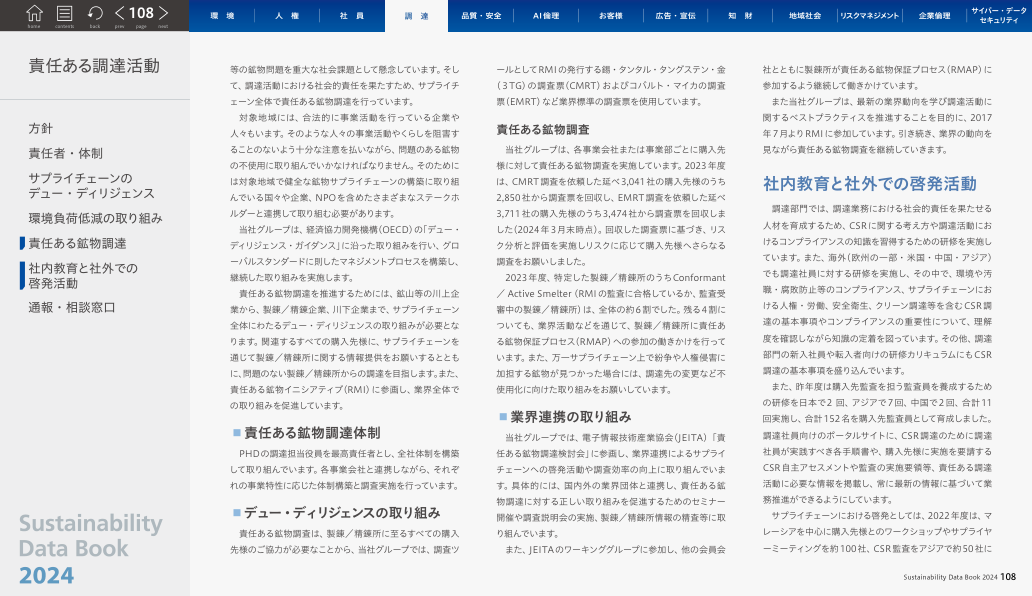 108
home
contents
back
prev
page
next
環 境
人 権
社 員
調 達
品質・安全
AI倫理
お客様
広告・宣伝
知 財
地域社会
リスクマネジメント
企業倫理
サイバー・データ
セキュリティ
責任ある調達活動
方針
責任者・体制
サプライチェーンの
デュー・ディリジェンス
環境負荷低減の取り組み
責任ある鉱物調達
社内教育と社外での
啓発活動
通報・相談窓口
Sustainability
Data Book
2024
等の鉱物問題を重大な社会課題として懸念しています。そし
て、調達活動における社会的責任を果たすため、サプライチ
ェーン全体で責任ある鉱物調達を行っています。
対象地域には、合法的に事業活動を行っている企業や
人々もいます。そのような人々の事業活動やくらしを阻害す
ることのないよう十分な注意を払いながら、問題のある鉱物
の不使用に取り組んでいかなければなりません。そのために
は対象地域で健全な鉱物サプライチェーンの構築に取り組
んでいる国々や企業、NPOを含めたさまざまなステークホ
ルダーと連携して取り組む必要があります。
当社グループは、経済協力開発機構（OECD）の「デュー・
ディリジェンス・ガイダンス」に沿った取り組みを行い、グロ
ーバルスタンダードに則したマネジメントプロセスを構築し、
継続した取り組みを実施します。
責任ある鉱物調達を推進するためには、鉱山等の川上企
業から、製錬／精錬企業、川下企業まで、サプライチェーン
全体にわたるデュー・ディリジェンスの取り組みが必要とな
ります。関連するすべての購入先様に、サプライチェーンを
通じて製錬／精錬所に関する情報提供をお願いするととも
に、問題のない製錬／精錬所からの調達を目指します。また、
責任ある鉱物イニシアティブ（RMI）に参画し、業界全体で
の取り組みを促進しています。
■ 責任ある鉱物調達体制
PHDの調達担当役員を最高責任者とし、全社体制を構築
して取り組んでいます。各事業会社と連携しながら、それぞ
れの事業特性に応じた体制構築と調査実施を行っています。
■ デュー・ディリジェンスの取り組み
責任ある鉱物調査は、製錬／精錬所に至るすべての購入
先様のご協力が必要なことから、当社グループでは、調査ツ
ールとしてRMIの発行する錫・タンタル・タングステン・金
（3TG）の調査票（CMRT）およびコバルト・マイカの調査
票（EMRT）など業界標準の調査票を使用しています。
責任ある鉱物調査
当社グループは、各事業会社または事業部ごとに購入先
様に対して責任ある鉱物調査を実施しています。2023年度
は、CMRT調査を依頼した延べ3,041社の購入先様のうち
2,850社から調査票を回収し、EMRT調査を依頼した延べ
3,711社の購入先様のうち3,474社から調査票を回収しま
した（2024年3月末時点）。回収した調査票に基づき、リス
ク分析と評価を実施しリスクに応じて購入先様へさらなる
調査をお願いしました。
2023年度、特定した製錬／精錬所のうちConformant
／Active Smelter（RMIの監査に合格しているか、監査受
審中の製錬／精錬所）は、全体の約6割でした。残る4割に
ついても、業界活動などを通じて、製錬／精錬所に責任あ
る鉱物保証プロセス（RMAP）への参加の働きかけを行って
います。また、万一サプライチェーン上で紛争や人権侵害に
加担する鉱物が見つかった場合には、調達先の変更など不
使用化に向けた取り組みをお願いしています。
■ 業界連携の取り組み
当社グループでは、電子情報技術産業協会（JEITA）「責
任ある鉱物調達検討会」に参画し、業界連携によるサプライ
チェーンへの啓発活動や調査効率の向上に取り組んでいま
す。具体的には、国内外の業界団体と連携し、責任ある鉱
物調達に対する正しい取り組みを促進するためのセミナー
開催や調査説明会の実施、製錬／精錬所情報の精査等に取
り組んでいます。
また、JEITAのワーキンググループに参加し、他の会員会
社とともに製錬所が責任ある鉱物保証プロセス（RMAP）に
参加するよう継続して働きかけています。
また当社グループは、最新の業界動向を学び調達活動に
関するベストプラクティスを推進することを目的に、2017
年7月よりRMIに参加しています。引き続き、業界の動向を
見ながら責任ある鉱物調査を継続していきます。
社内教育と社外での啓発活動
調達部門では、調達業務における社会的責任を果たせる
人材を育成するため、CSRに関する考え方や調達活動にお
けるコンプライアンスの知識を習得するための研修を実施し
ています。また、海外（欧州の一部・米国・中国・アジア）
でも調達社員に対する研修を実施し、その中で、環境や汚
職・腐敗防止等のコンプライアンス、サプライチェーンにお
ける人権・労働、安全衛生、クリーン調達等を含むCSR調
達の基本事項やコンプライアンスの重要性について、理解
度を確認しながら知識の定着を図っています。その他、調達
部門の新入社員や転入者向けの研修カリキュラムにもCSR
調達の基本事項を盛り込んでいます。
また、昨年度は購入先監査を担う監査員を養成するため
の研修を日本で2回、アジアで7回、中国で2回、合計11
回実施し、合計152名を購入先監査員として育成しました。
調達社員向けのポータルサイトに、CSR調達のために調達
社員が実践すべき各手順書や、購入先様に実施を要請する
CSR自主アセスメントや監査の実施要領等、責任ある調達
活動に必要な情報を掲載し、常に最新の情報に基づいて業
務推進ができるようにしています。
サプライチェーンにおける啓発としては、2022年度は、マ
レーシアを中心に購入先様とのワークショップやサプライヤ
ーミーティングを約100社、CSR監査をアジアで約50社に
Sustainability Data Book 2024 108